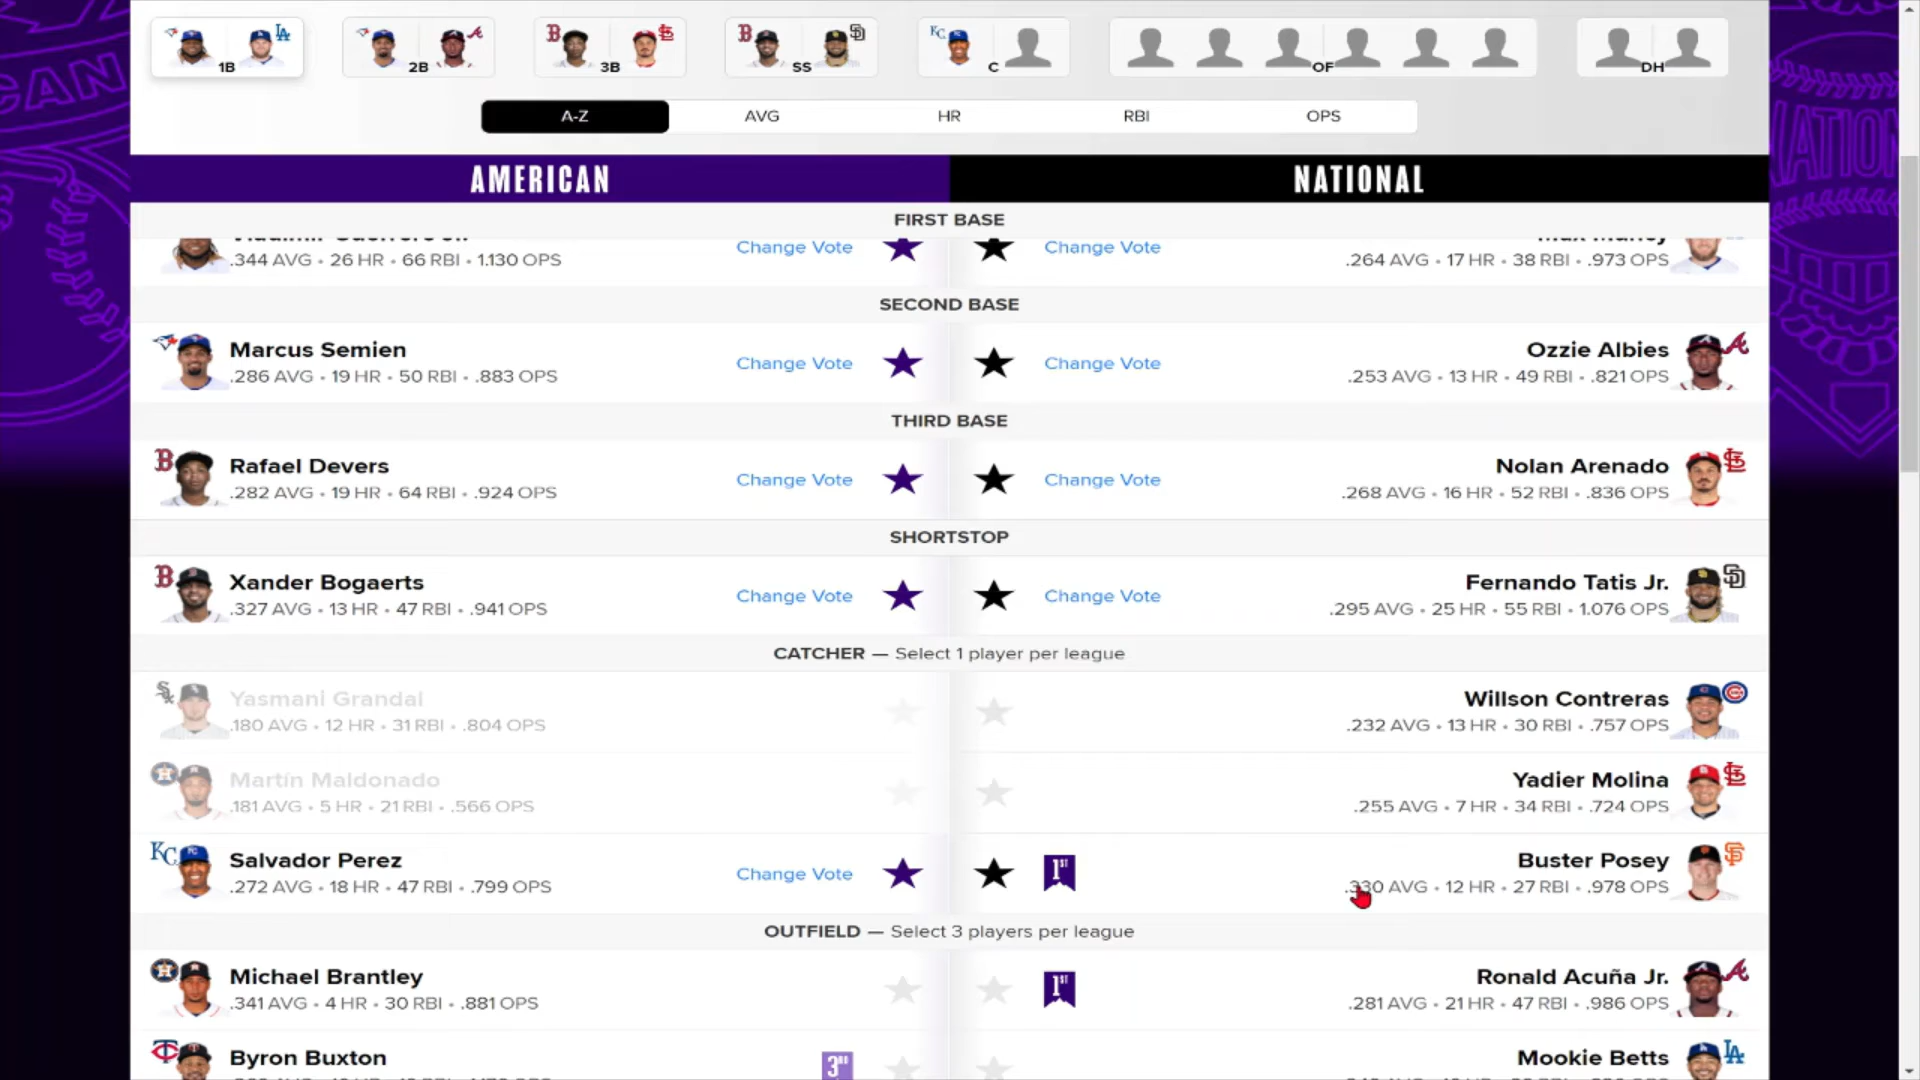 1B
2B
3B
SS
C
OF
DH
A-Z
AVG
HR
RBI
OPS
AMERICAN
NATIONAL
FIRST BASE
.344 AVG • 26 HR • 66 RBI • 1.130 OPS
Change Vote
Change Vote
.264 AVG • 17 HR • 38 RBI • .973 OPS
SECOND BASE
Marcus Semien
.286 AVG • 19 HR • 50 RBI • .883 OPS
Change Vote
Change Vote
Ozzie Albies
.253 AVG • 13 HR • 49 RBI • .821 OPS
THIRD BASE
Rafael Devers
.282 AVG • 19 HR • 64 RBI • .924 OPS
Change Vote
Change Vote
Nolan Arenado
.268 AVG • 16 HR • 52 RBI • .836 OPS
SHORTSTOP
Xander Bogaerts
.327 AVG • 13 HR • 47 RBI • .941 OPS
Change Vote
Change Vote
Fernando Tatis Jr.
.295 AVG • 25 HR • 55 RBI • 1.076 OPS
CATCHER — Select 1 player per league
Yasmani Grandal
.180 AVG • 12 HR • 31 RBI • .804 OPS
Willson Contreras
.232 AVG • 13 HR • 30 RBI • .757 OPS
Martín Maldonado
.181 AVG • 5 HR • 21 RBI • .566 OPS
Yadier Molina
.255 AVG • 7 HR • 34 RBI • .724 OPS
Salvador Perez
.272 AVG • 18 HR • 47 RBI • .799 OPS
Change Vote
1ST
Buster Posey
.330 AVG • 12 HR • 27 RBI • .978 OPS
OUTFIELD — Select 3 players per league
Michael Brantley
.341 AVG • 4 HR • 30 RBI • .881 OPS
1ST
Ronald Acuña Jr.
.281 AVG • 21 HR • 47 RBI • .986 OPS
Byron Buxton
3RD
Mookie Betts